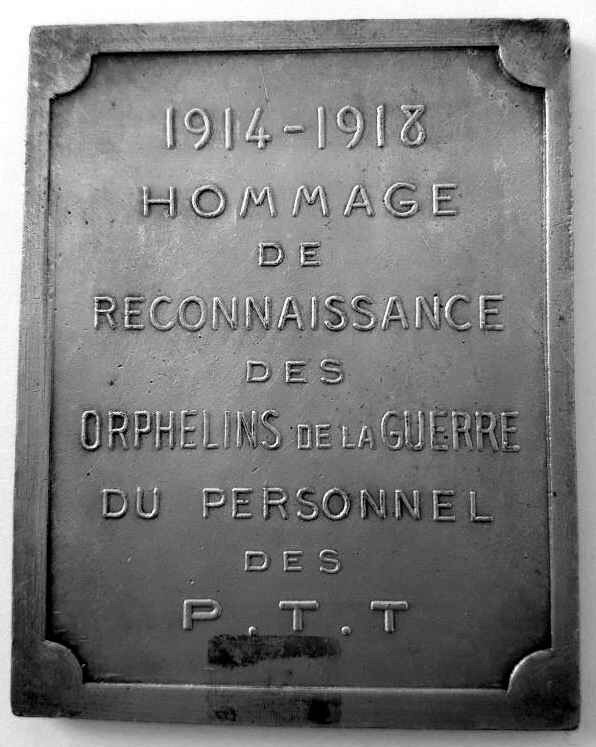 1914-1918
HOMMAGE
DE
RECONNAISSANCE
DES
ORPHELINS DE LA GUERRE
DU PERSONNEL
DES
P.T.T